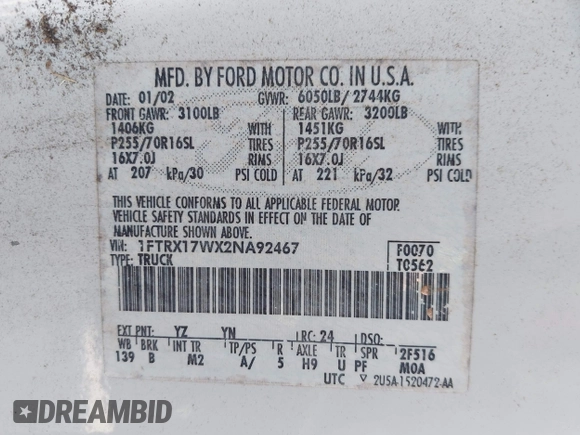 MFD. BY FORD MOTOR CO. IN U.S.A.
DATE: 01/02 GVWR: 6050LB/ 2744KG
FRONT GAWR: 3100LB REAR GAWR: 3200LB
1406KG WITH 1451KG WITH
P255/70R16SL TIRES P255/70R16SL TIRES
16X7.0J RIMS 16X7.0J RIMS
AT 207 kPa/30 PSI COLD AT 221 kPa/32 PSI COLD
THIS VEHICLE CONFORMS TO ALL APPLICABLE FEDERAL MOTOR
VEHICLE SAFETY STANDARDS IN EFFECT ON THE DATE OF
MANUFACTURE SHOWN ABOVE.
VIN: 1FTRX17WX2NA92467 F0070
TYPE: TRUCK T0562
EXT PNT: YZ YN RC: 24 DSO:
WB BRK INT TR TP/PS R AXLE TR SPR 2F516
139 B M2 A/ 5 H9 U PF MOA
UTC ▽ 2U5A-1520472-AA
DREAMBID
.com